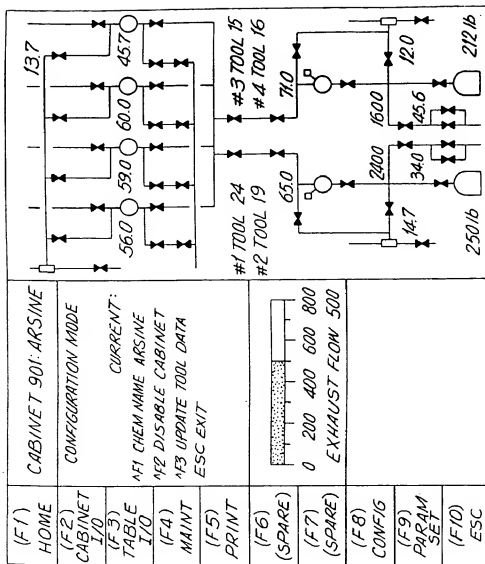 (F1)
HOME
(F2)
CABINET
I/O
(F3)
TABLE
I/O
(F4)
MAINT
(F5)
PRINT
(F6)
(SPARE)
(F7)
(SPARE)
(F8)
CONFIG
(F9)
PARAM
SET
(F10)
ESC
CABINET 901: ARSINE
CONFIGURATION MODE
CURRENT:
^F1 CHEM NAME ARSINE
^F2 DISABLE CABINET
^F3 UPDATE TOOL DATA
ESC EXIT
0 200 400 600 800
EXHAUST FLOW 500
13.7
56.0
59.0
60.0
45.7
#1 TOOL 24
#2 TOOL 19
#3 TOOL 15
#4 TOOL 16
65.0
71.0
14.7
2400
34.0
1600
45.6
12.0
250 lb
212 lb